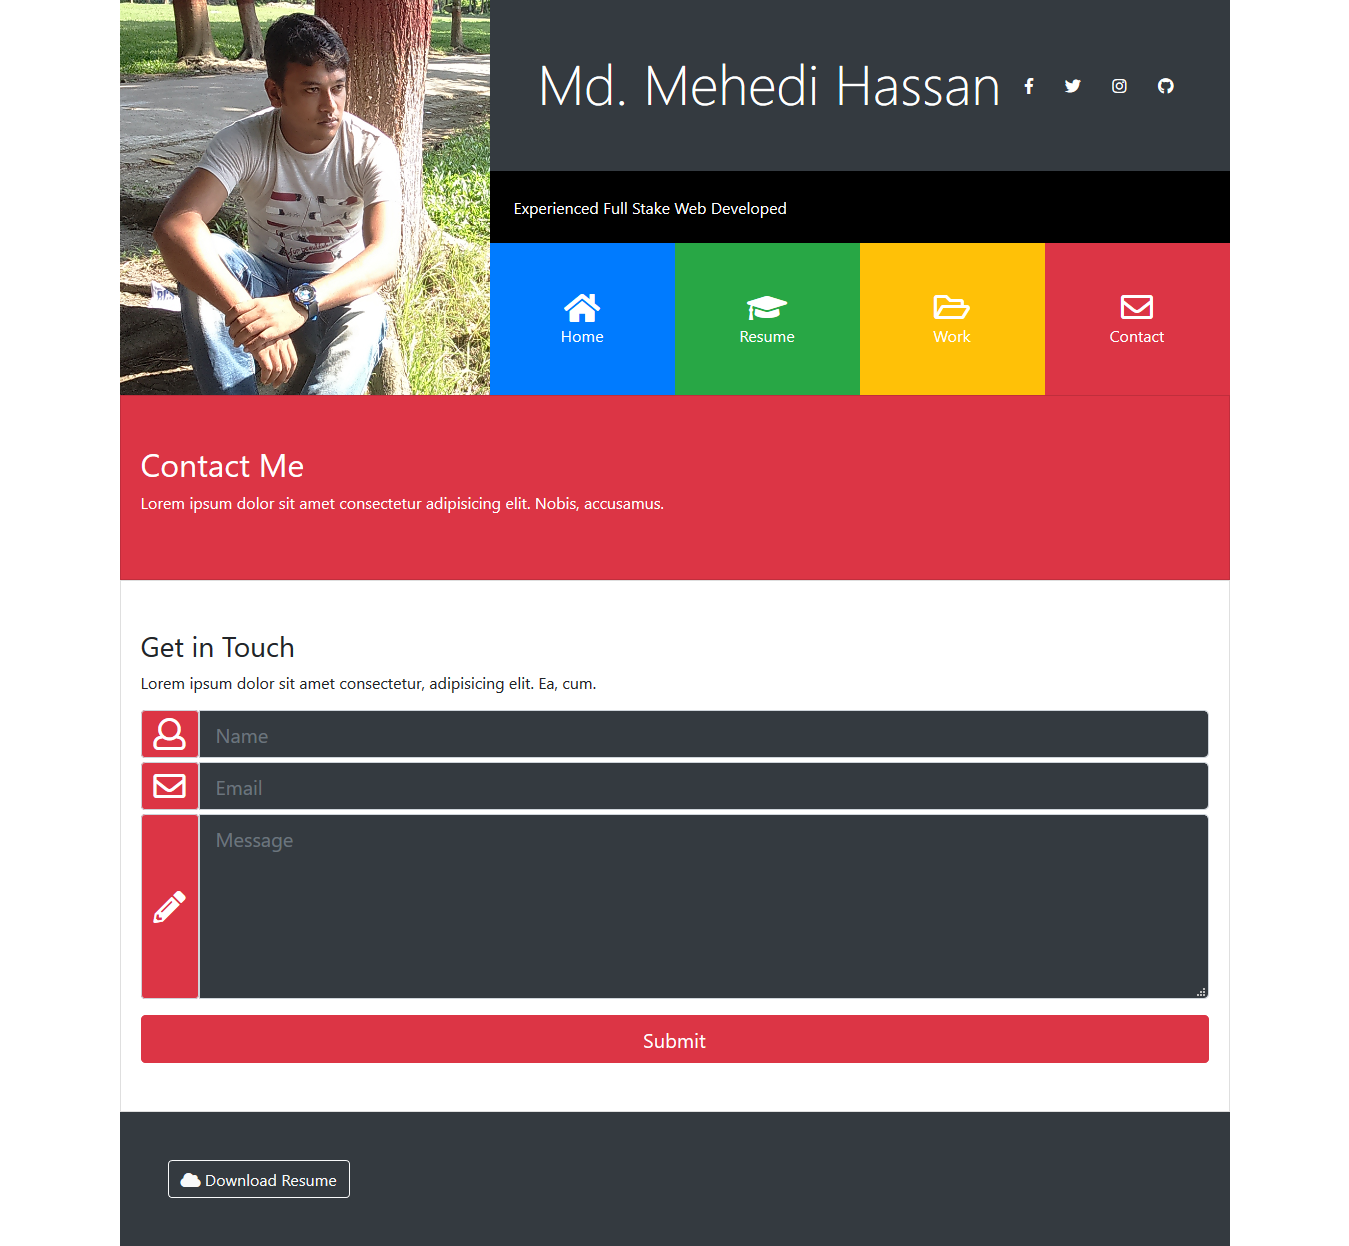 Md. Mehedi Hassan
Experienced Full Stake Web Developed
Home
Resume
Work
Contact
Contact Me
Lorem ipsum dolor sit amet consectetur adipisicing elit. Nobis, accusamus.
Get in Touch
Lorem ipsum dolor sit amet consectetur, adipisicing elit. Ea, cum.
Name
Email
Message
Submit
Download Resume